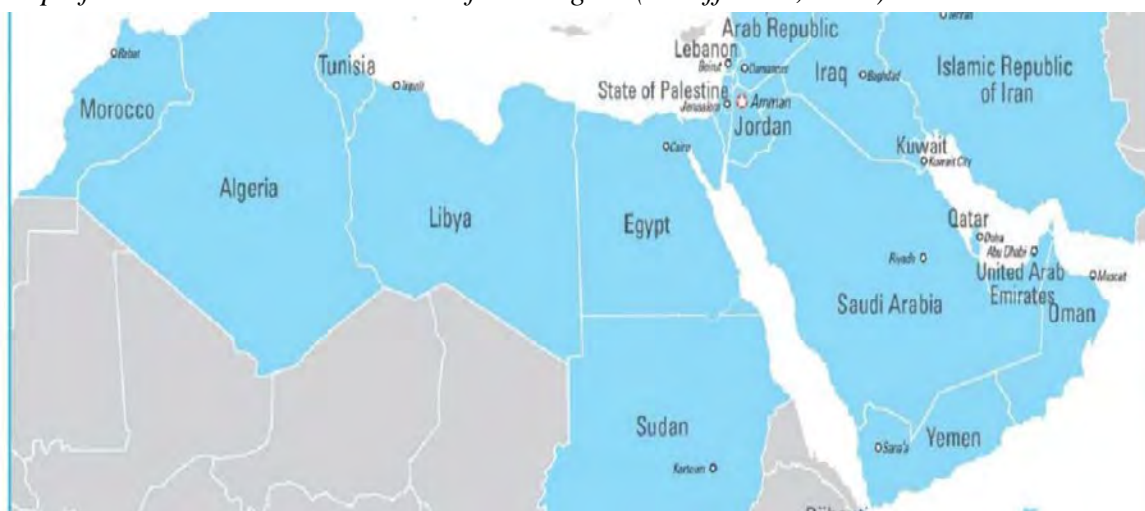 Arab Republic
Lebanon
Beirut
Damascus
Tunisia
Rabat
Tripoli
Iraq
Baghdad
Islamic Republic
of Iran
State of Palestine
Jerusalem
Amman
Jordan
Morocco
Cairo
Kuwait
Kuwait City
Algeria
Libya
Egypt
Qatar
Doha
Abu Dhabi
Riyadh
United Arab
Emirates
Muscat
Saudi Arabia
Oman
Sudan
Yemen
Sana'a